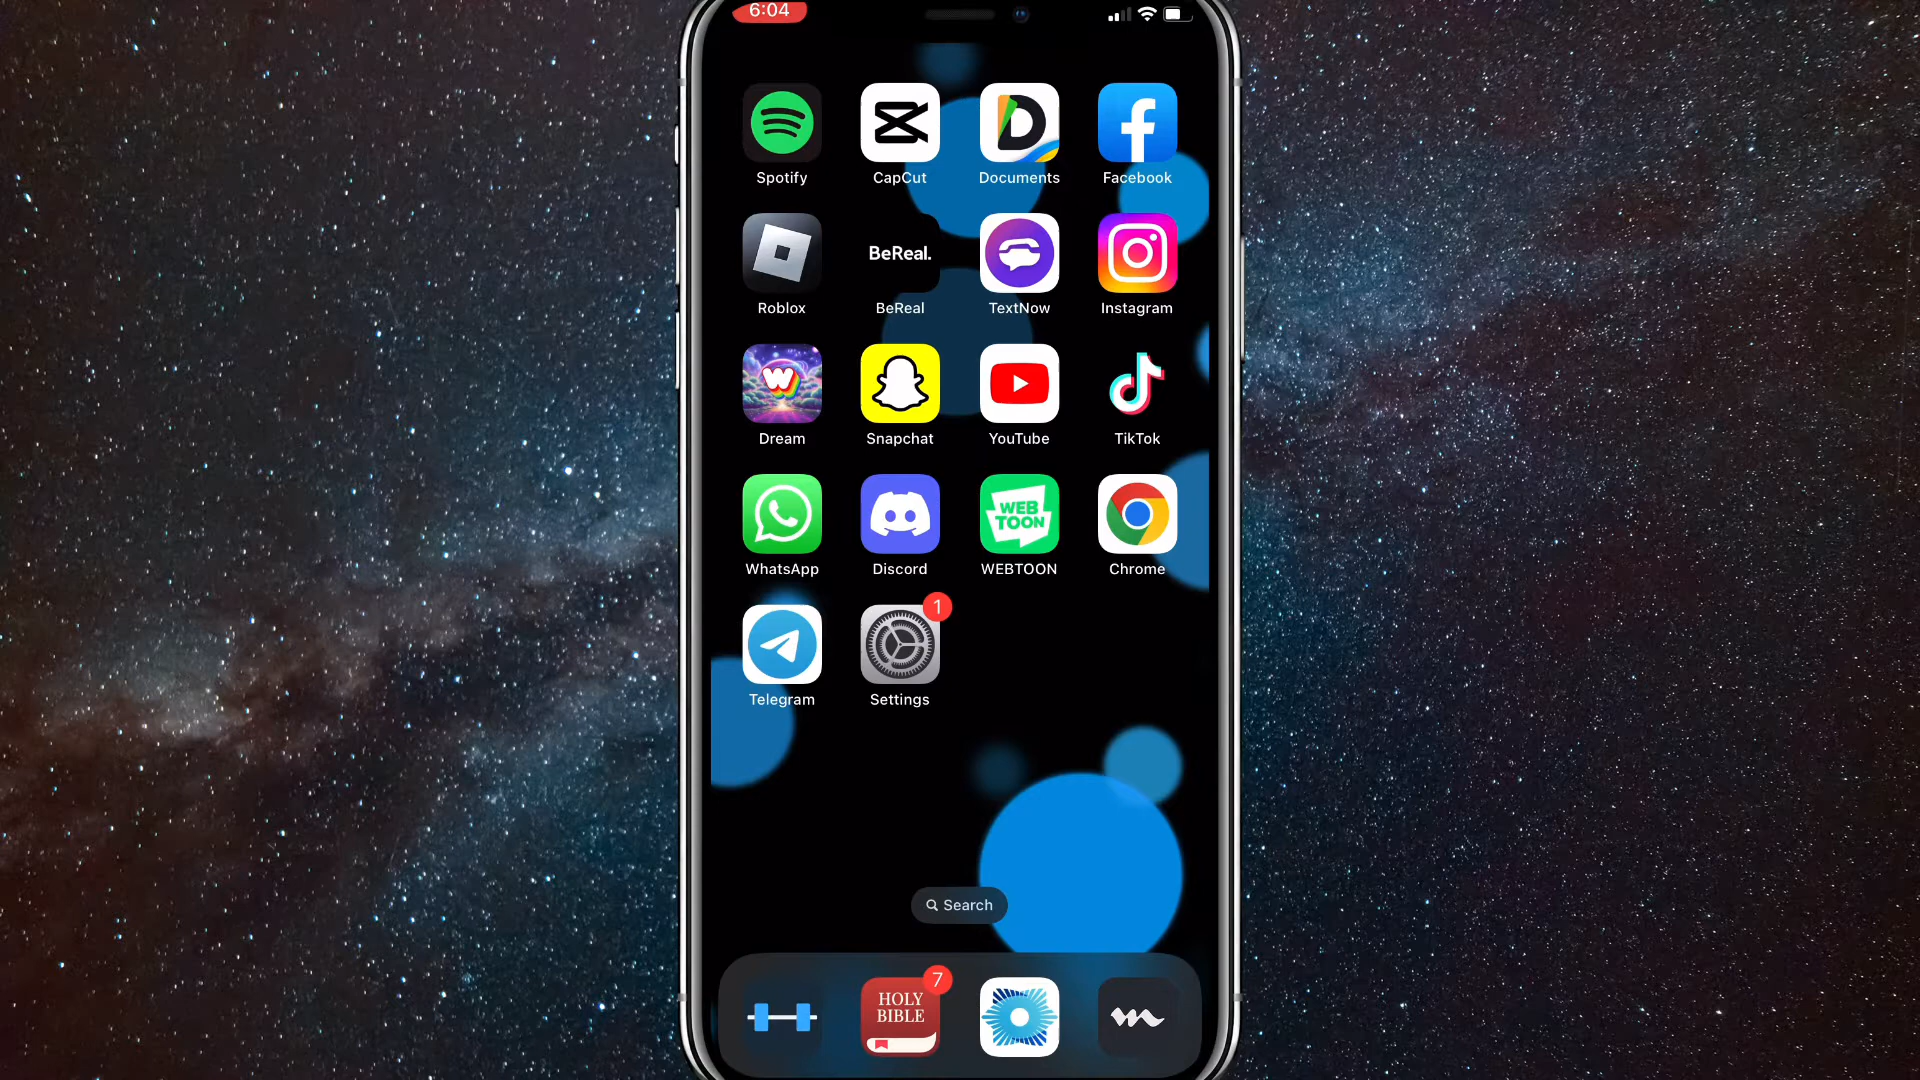 6:04
Spotify CapCut Documents Facebook
BeReal.
Roblox BeReal TextNow Instagram
W
Dream Snapchat YouTube TikTok
WEB
TOON
WhatsApp Discord WEBTOON Chrome
1
Telegram Settings
Search
7
HOLY
BIBLE